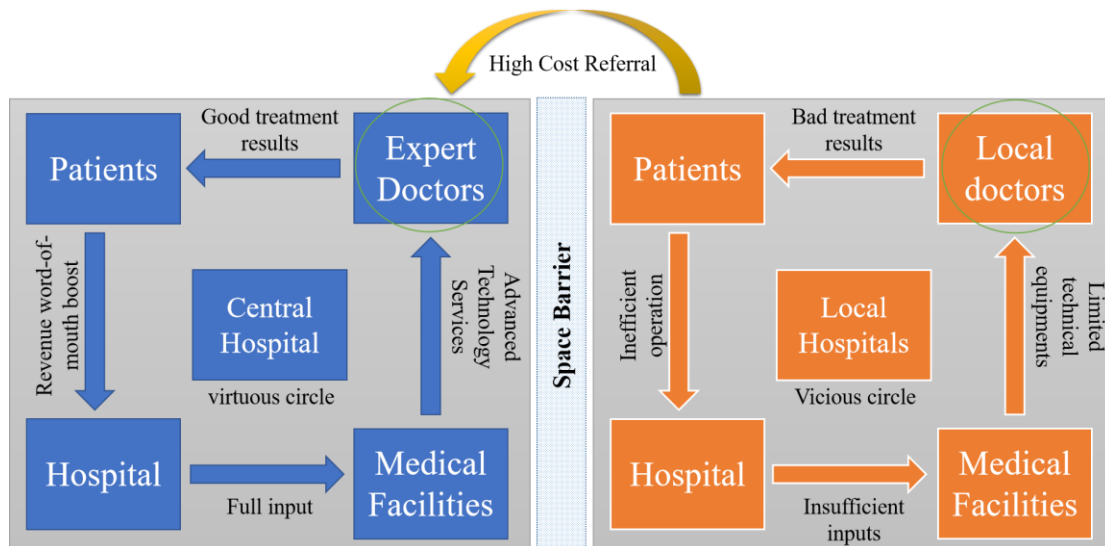 High Cost Referral
Patients
Good treatment
results
Expert
Doctors
Revenue word-of-
mouth boost
Central
Hospital
virtuous circle
Advanced
Technology
Services
Hospital
Full input
Medical
Facilities
Space Barrier
Patients
Bad treatment
results
Local
doctors
Inefficient
operation
Local
Hospitals
Vicious circle
Limited
technical
equipments
Hospital
Insufficient
inputs
Medical
Facilities